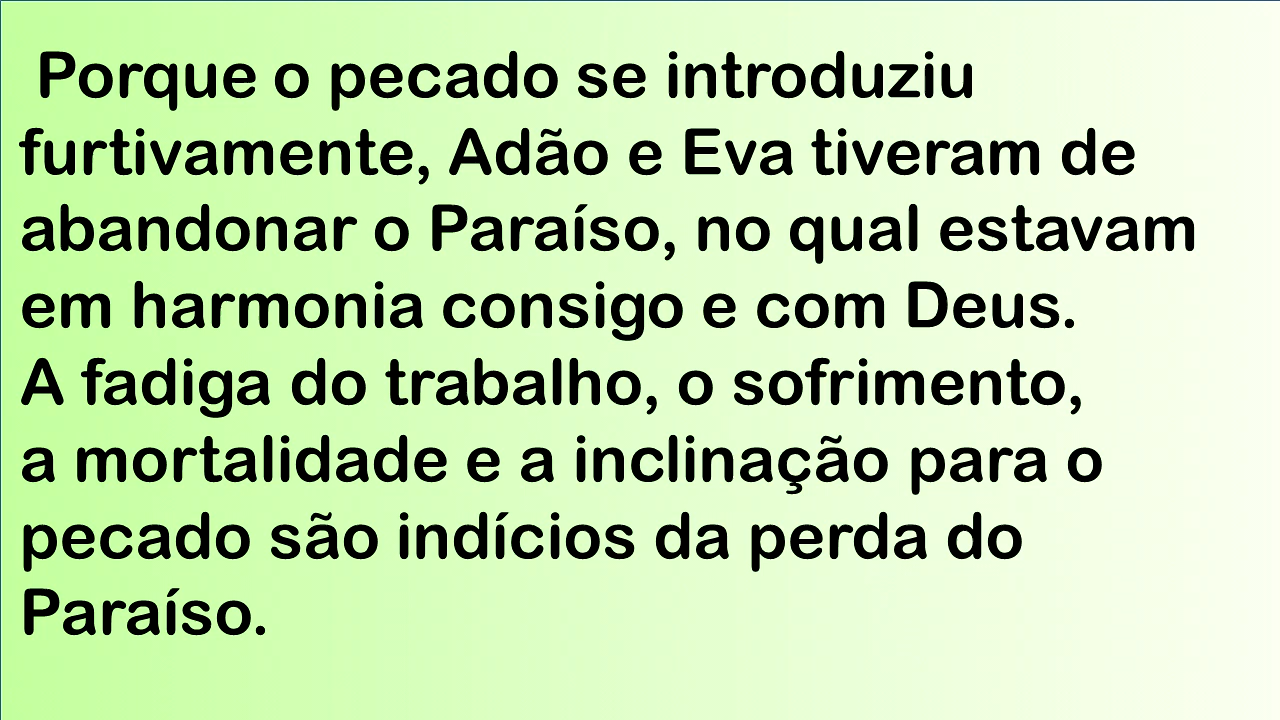 Porque o pecado se introduziu
furtivamente, Adão e Eva tiveram de
abandonar o Paraíso, no qual estavam
em harmonia consigo e com Deus.
A fadiga do trabalho, o sofrimento,
a mortalidade e a inclinação para o
pecado são indícios da perda do
Paraíso.